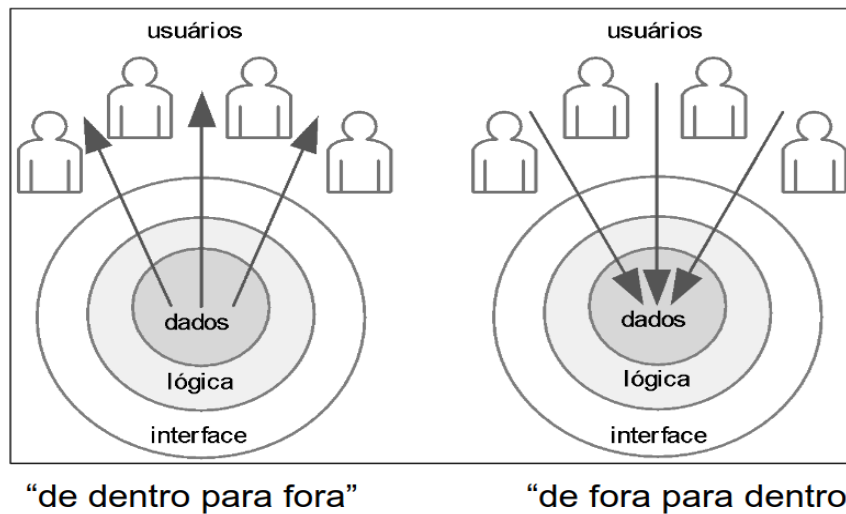 usuários
dados
lógica
interface
“de dentro para fora”
usuários
dados
lógica
interface
“de fora para dentro